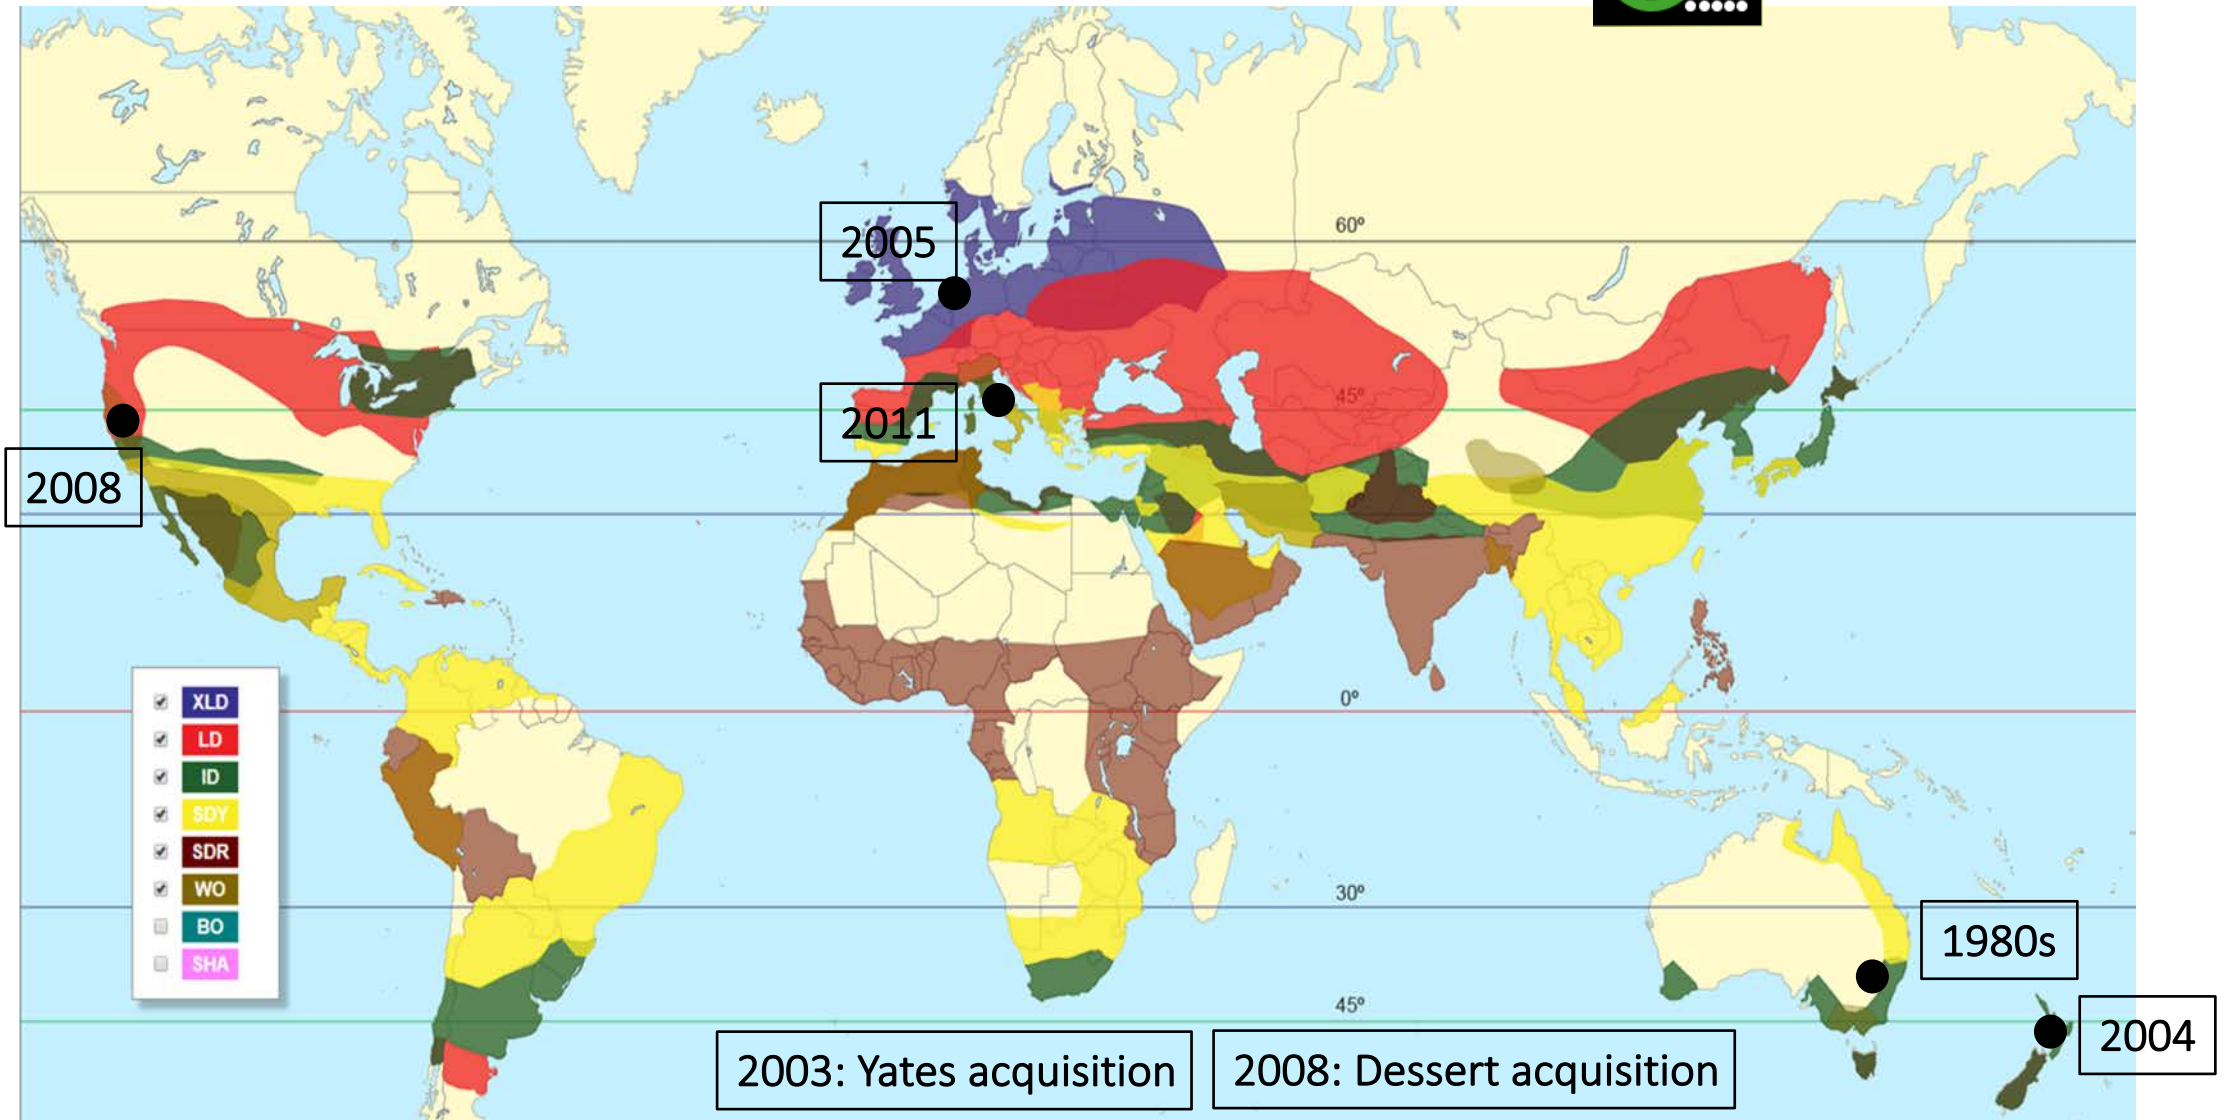 60º
2005
45º
2011
2008
XLD
LD
ID
SDY
SDR
WO
BO
SHA
0º
30º
1980s
45º
2004
2003: Yates acquisition
2008: Dessert acquisition